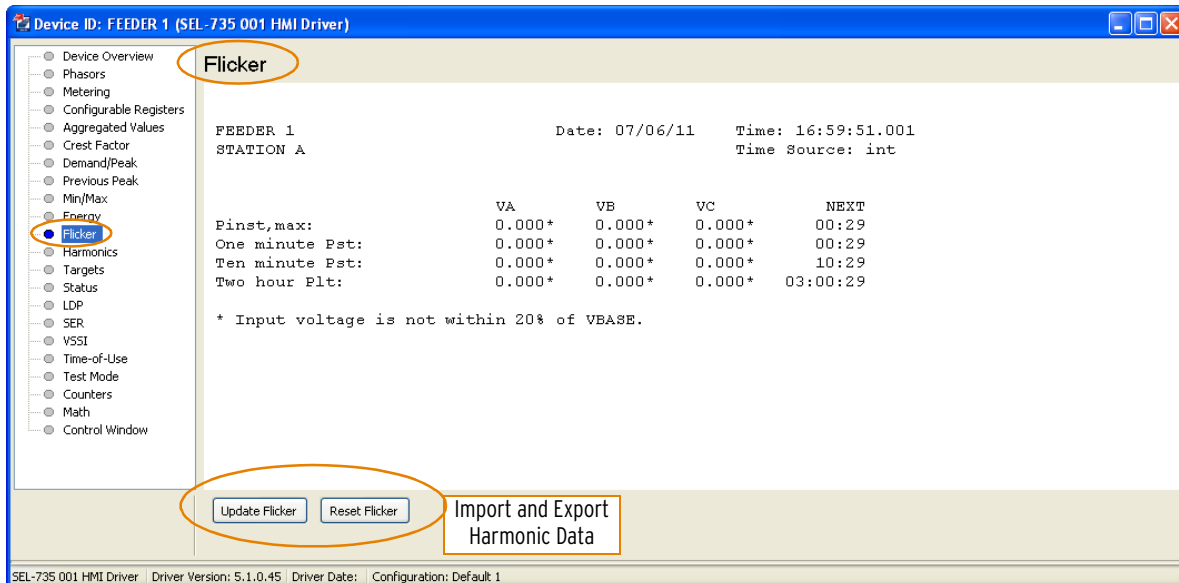 Device ID: FEEDER 1 (SEL-735 001 HMI Driver)
Device Overview
Phasors
Metering
Configurable Registers
Aggregated Values
Crest Factor
Demand/Peak
Previous Peak
Min/Max
Energy
Flicker
Harmonics
Targets
Status
LDP
SER
VSSI
Time-of-Use
Test Mode
Counters
Math
Control Window
Flicker
FEEDER 1 Date: 07/06/11 Time: 16:59:51.001
STATION A Time Source: int
VA VB VC NEXT
Pinst,max: 0.000* 0.000* 0.000* 00:29
One minute Pst: 0.000* 0.000* 0.000* 00:29
Ten minute Pst: 0.000* 0.000* 0.000* 10:29
Two hour Plt: 0.000* 0.000* 0.000* 03:00:29
* Input voltage is not within 20% of VBASE.
Update Flicker Reset Flicker
Import and Export
Harmonic Data
SEL-735 001 HMI Driver Driver Version: 5.1.0.45 Driver Date: Configuration: Default 1